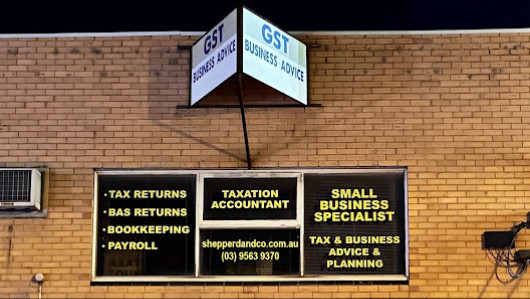 GST
BUSINESS ADVICE
GST
BUSINESS ADVICE
• TAX RETURNS
• BAS RETURNS
• BOOKKEEPING
• PAYROLL
TAXATION
ACCOUNTANT
shepperdandco.com.au
(03) 9563 9370
SMALL
BUSINESS
SPECIALIST
TAX & BUSINESS
ADVICE &
PLANNING